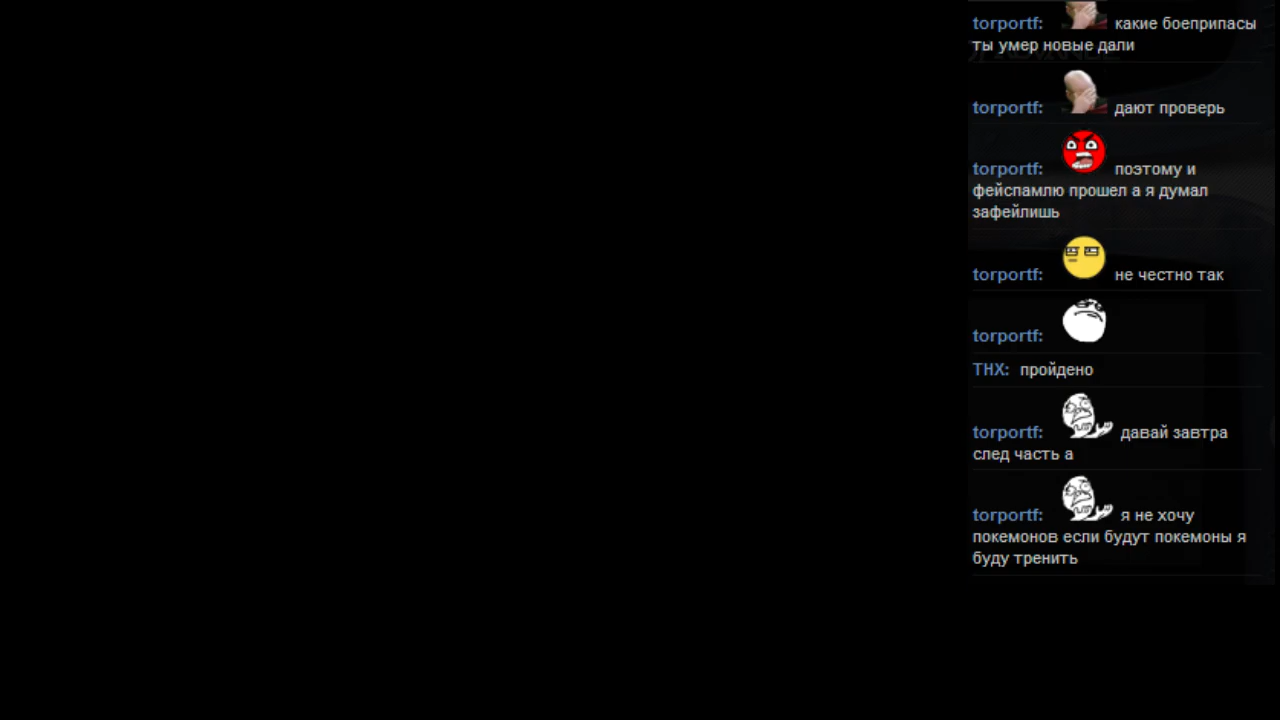 torportf: какие боеприпасы
ты умер новые дали
torportf: дают проверь
torportf: поэтому и
фейспамлю прошел а я думал
зафейлишь
torportf: не честно так
torportf:
THX: пройдено
torportf: давай завтра
след часть а
torportf: я не хочу
покемонов если будут покемоны я
буду тренить